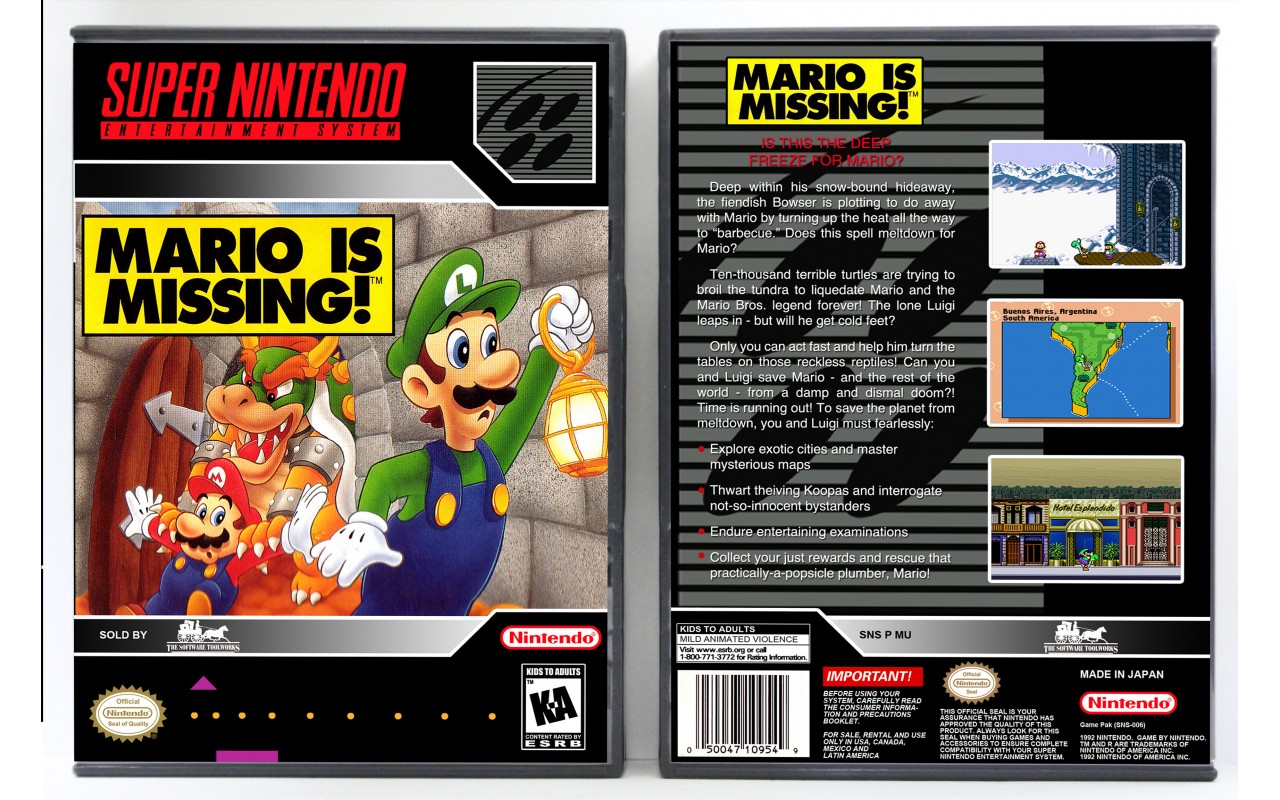 SUPER NINTENDO
ENTERTAINMENT SYSTEM
MARIO IS
MISSING!™
L
M
SOLD BY
THE SOFTWARE TOOLWORKS
Nintendo®
Official
Nintendo
Seal of Quality
®
KIDS TO ADULTS
™
K-A
CONTENT RATED BY
ESRB
MARIO IS
MISSING!™
IS THIS THE DEEP
FREEZE FOR MARIO?
Deep within his snow-bound hideaway,
the fiendish Bowser is plotting to do away
with Mario by turning up the heat all the way
to “barbecue.” Does this spell meltdown for
Mario?
Ten-thousand terrible turtles are trying to
broil the tundra to liquedate Mario and the
Mario Bros. legend forever! The lone Luigi
leaps in - but will he get cold feet?
Only you can act fast and help him turn the
tables on those reckless reptiles! Can you
and Luigi save Mario - and the rest of the
world - from a damp and dismal doom?!
Time is running out! To save the planet from
meltdown, you and Luigi must fearlessly:
• Explore exotic cities and master
mysterious maps
• Thwart theiving Koopas and interrogate
not-so-innocent bystanders
• Endure entertaining examinations
• Collect your just rewards and rescue that
practically-a-popsicle plumber, Mario!
Buenos Aires, Argentina
South America
Hotel Esplendido
KIDS TO ADULTS
MILD ANIMATED VIOLENCE
Visit www.esrb.org or call
1-800-771-3772 for Rating Information.
SNS P MU
THE SOFTWARE TOOLWORKS
0 50047 10954 9
IMPORTANT!
BEFORE USING YOUR
SYSTEM, CAREFULLY READ
THE CONSUMER INFORMA-
TION AND PRECAUTIONS
BOOKLET.
FOR SALE, RENTAL AND USE
ONLY IN USA, CANADA,
MEXICO AND
LATIN AMERICA
Official
Nintendo
Seal
THIS OFFICIAL SEAL IS YOUR
ASSURANCE THAT NINTENDO HAS
APPROVED THE QUALITY OF THIS
PRODUCT. ALWAYS LOOK FOR THIS
SEAL WHEN BUYING GAMES AND
ACCESSORIES TO ENSURE COMPLETE
COMPATIBILITY WITH YOUR SUPER
NINTENDO ENTERTAINMENT SYSTEM.
MADE IN JAPAN
Nintendo®
Game Pak (SNS-006)
1992 NINTENDO. GAME BY NINTENDO.
TM AND R ARE TRADEMARKS OF
NINTENDO OF AMERICA INC.
1992 NINTENDO OF AMERICA INC.